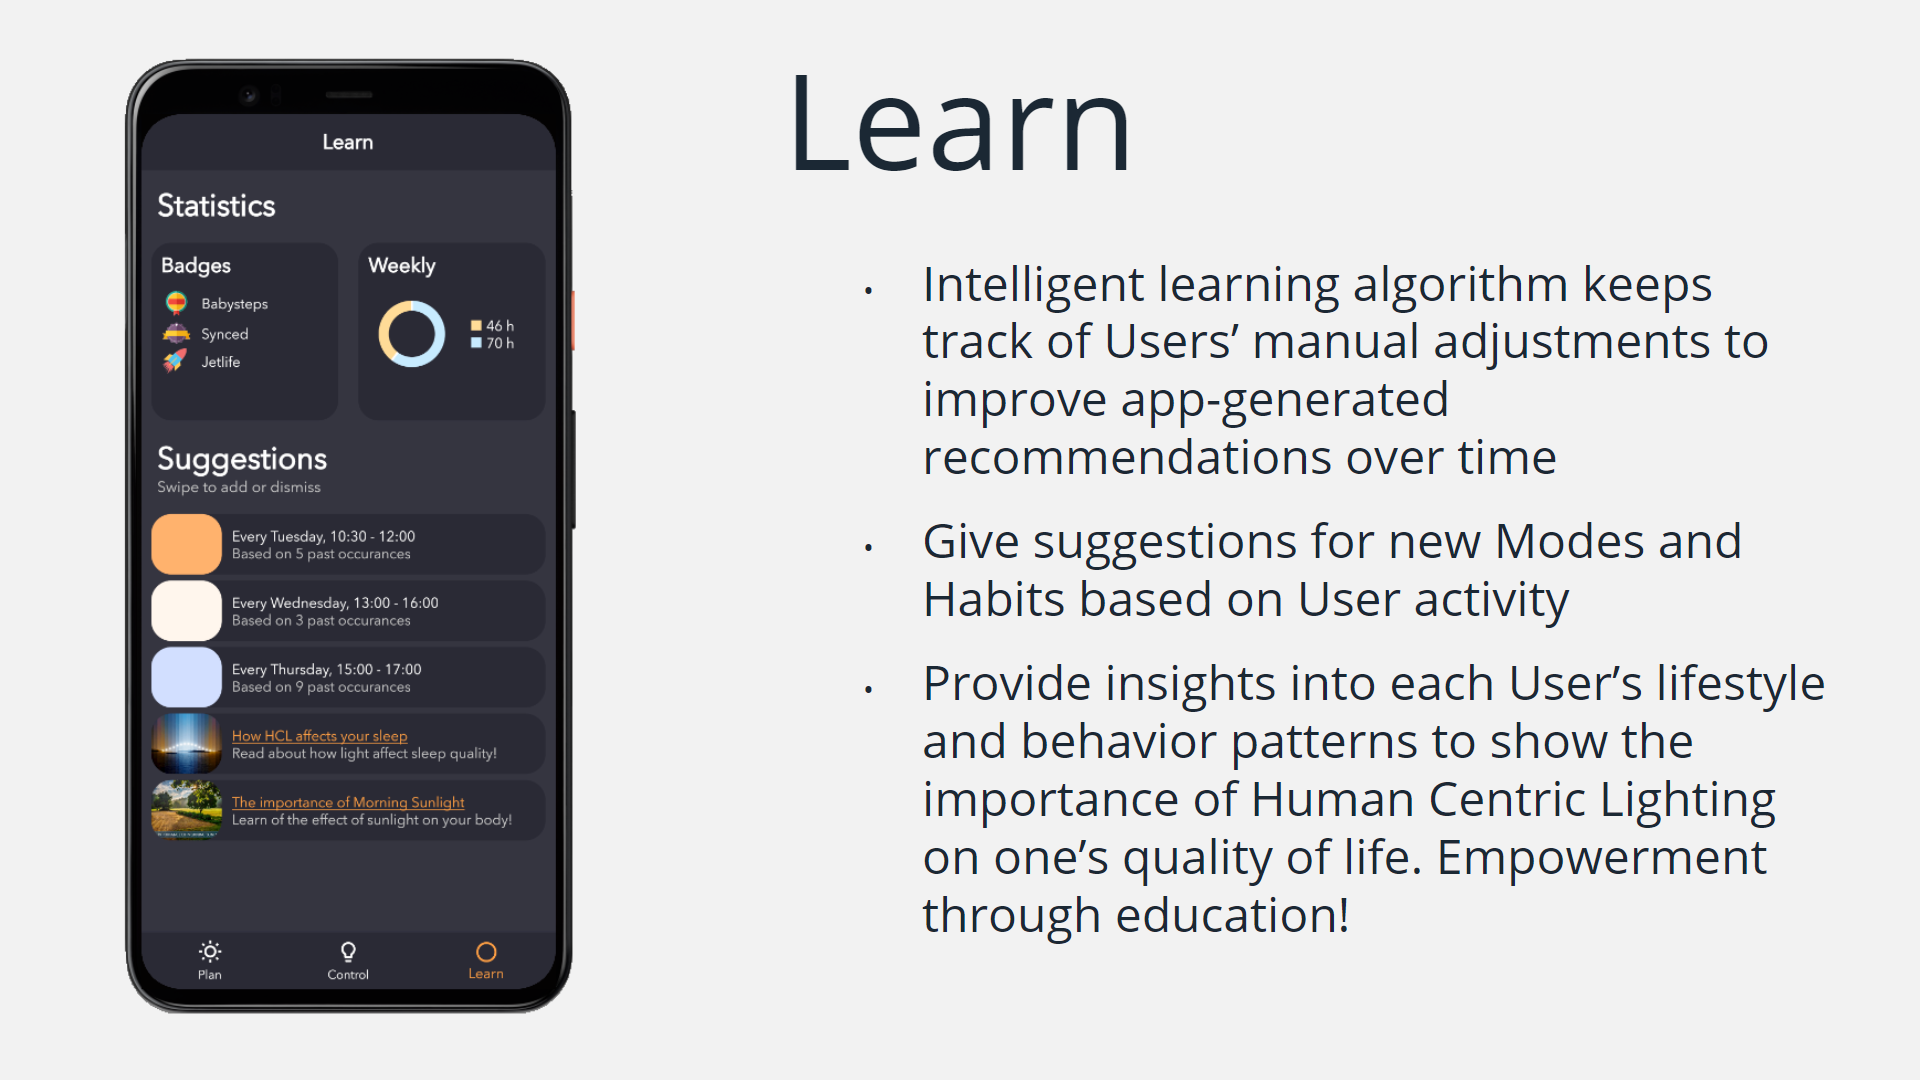 Learn
Statistics
Badges
Babysteps
Synced
Jetlife
Weekly
46 h
70 h
Suggestions
Swipe to add or dismiss
Every Tuesday, 10:30 - 12:00
Based on 5 past occurances
Every Wednesday, 13:00 - 16:00
Based on 3 past occurances
Every Thursday, 15:00 - 17:00
Based on 9 past occurances
How HCL affects your sleep
Read about how light affect sleep quality!
The importance of Morning Sunlight
Learn of the effect of sunlight on your body!
Plan
Control
Learn
Learn
• Intelligent learning algorithm keeps
track of Users’ manual adjustments to
improve app-generated
recommendations over time
• Give suggestions for new Modes and
Habits based on User activity
• Provide insights into each User’s lifestyle
and behavior patterns to show the
importance of Human Centric Lighting
on one’s quality of life. Empowerment
through education!